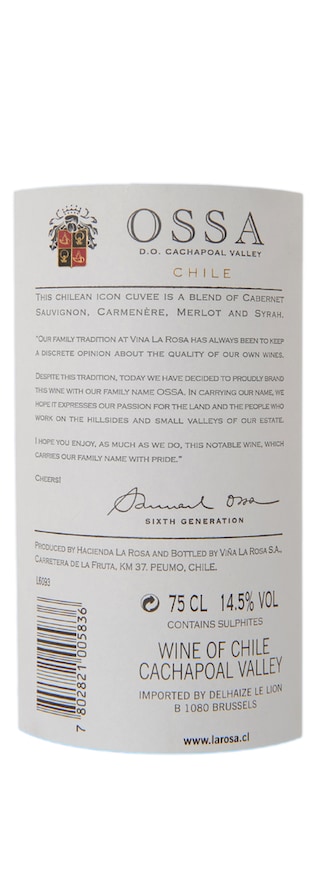 OSSA
D.O. CACHAPOAL VALLEY
CHILE
THIS CHILEAN ICON CUVEE IS A BLEND OF CABERNET
SAUVIGNON, CARMENÈRE, MERLOT AND SYRAH.
"OUR FAMILY TRADITION AT VINA LA ROSA HAS ALWAYS BEEN TO KEEP
A DISCRETE OPINION ABOUT THE QUALITY OF OUR OWN WINES.
DESPITE THIS TRADITION, TODAY WE HAVE DECIDED TO PROUDLY BRAND
THIS WINE WITH OUR FAMILY NAME OSSA. IN CARRYING OUR NAME, WE
HOPE IT EXPRESSES OUR PASSION FOR THE LAND AND THE PEOPLE WHO
WORK ON THE HILLSIDES AND SMALL VALLEYS OF OUR ESTATE.
I HOPE YOU ENJOY, AS MUCH AS WE DO, THIS NOTABLE WINE, WHICH
CARRIES OUR FAMILY NAME WITH PRIDE."
CHEERS!
Ossa
SIXTH GENERATION
PRODUCED BY HACIENDA LA ROSA AND BOTTLED BY VIÑA LA ROSA S.A.,
CARRETERA DE LA FRUTA, KM 37. PEUMO, CHILE.
L6093
75 CL 14.5% VOL
CONTAINS SULPHITES
WINE OF CHILE
CACHAPOAL VALLEY
IMPORTED BY DELHAIZE LE LION
B 1080 BRUSSELS
7 802821 005836
www.larosa.cl